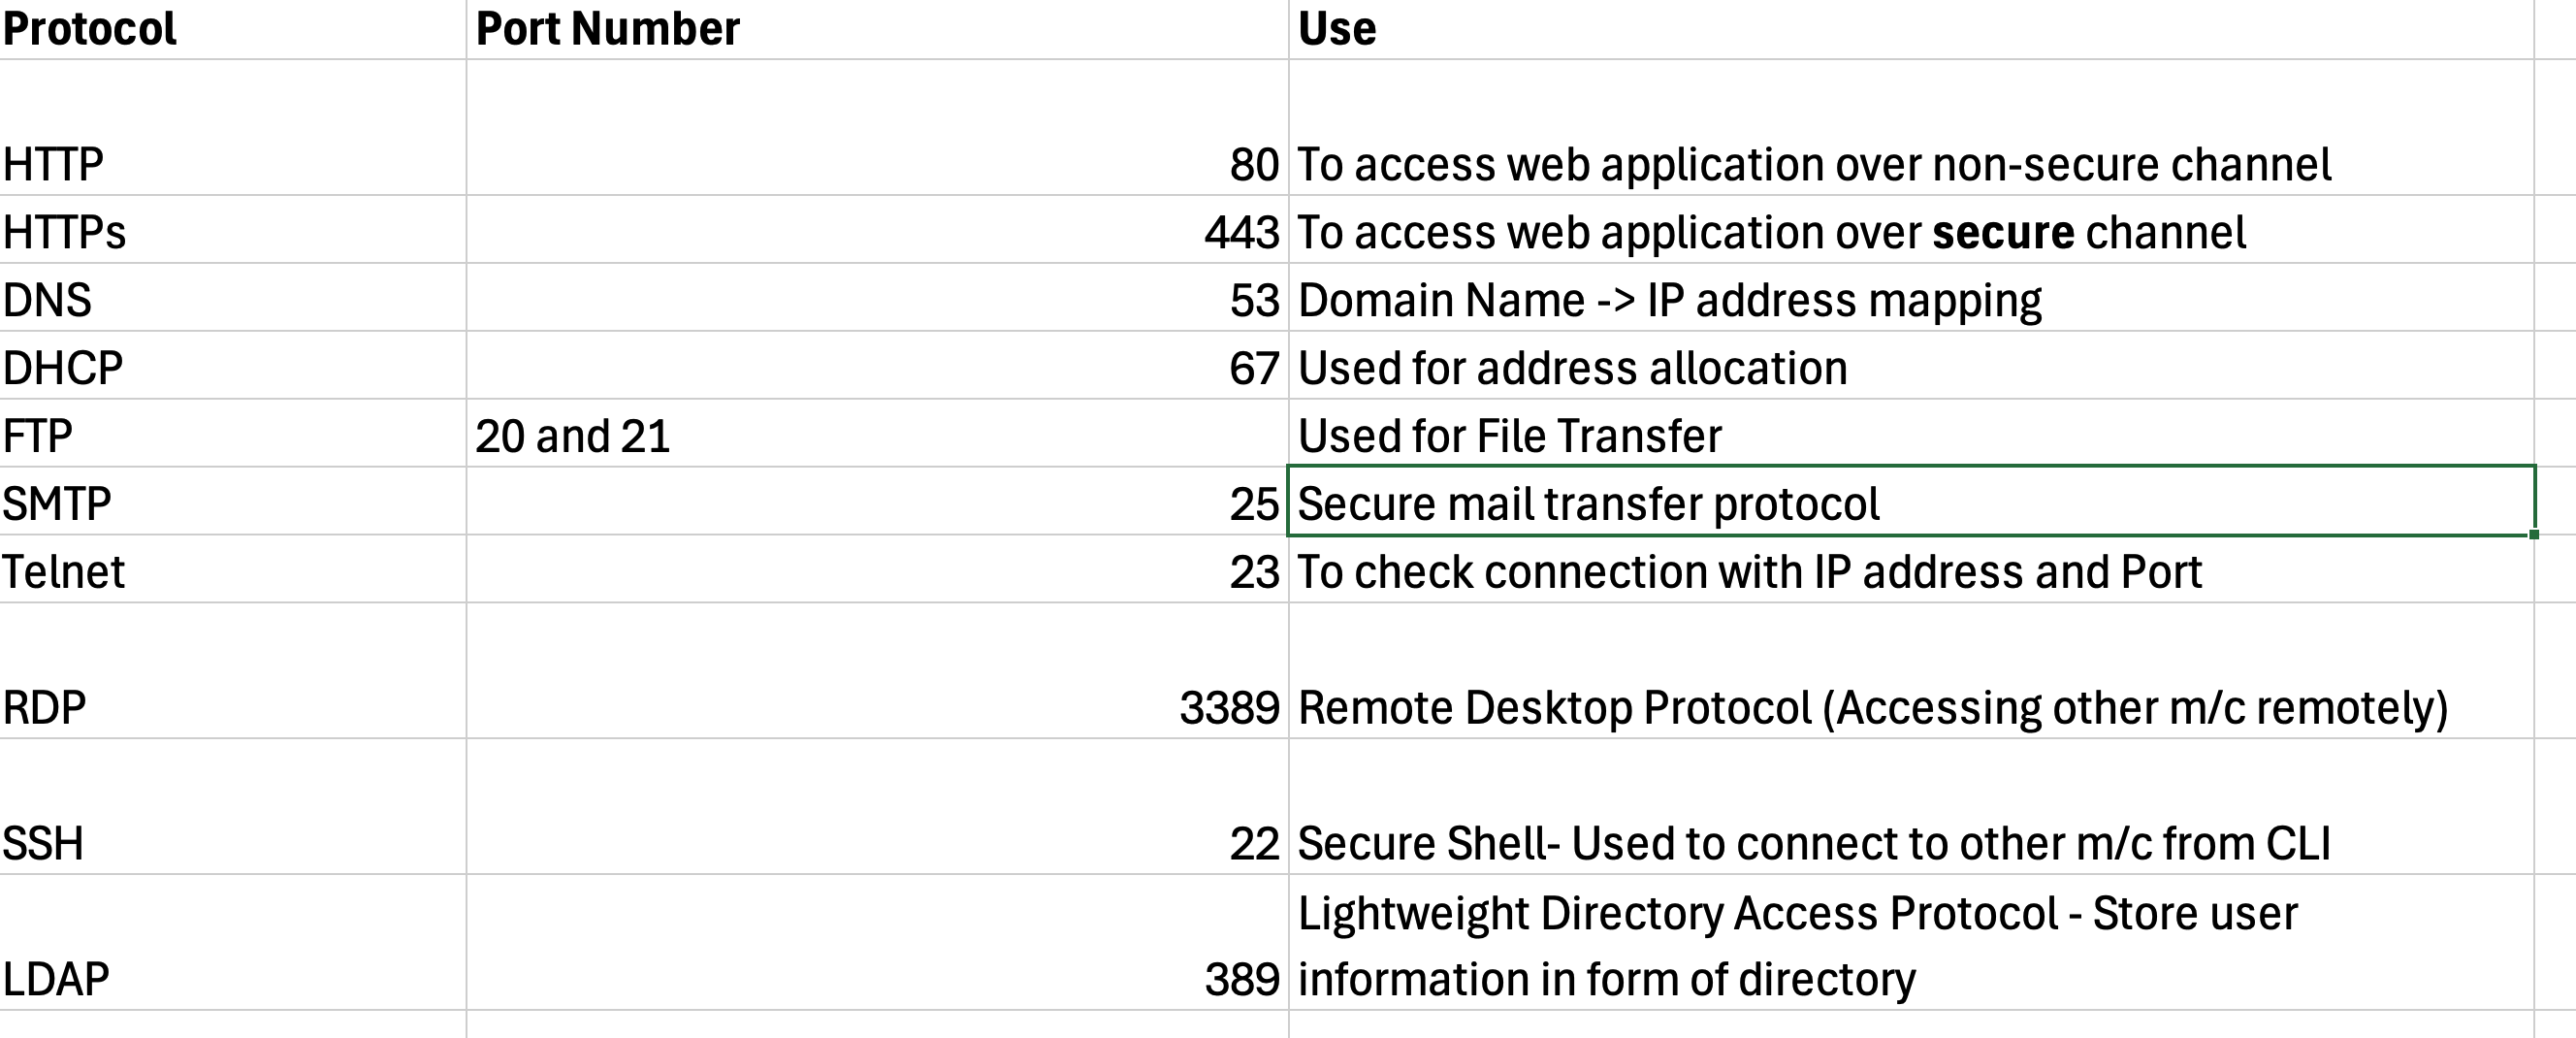 Protocol Port Number Use
HTTP 80 To access web application over non-secure channel
HTTPs 443 To access web application over secure channel
DNS 53 Domain Name -> IP address mapping
DHCP 67 Used for address allocation
FTP 20 and 21 Used for File Transfer
SMTP 25 Secure mail transfer protocol
Telnet 23 To check connection with IP address and Port
RDP 3389 Remote Desktop Protocol (Accessing other m/c remotely)
SSH 22 Secure Shell- Used to connect to other m/c from CLI
Lightweight Directory Access Protocol - Store user
LDAP 389 information in form of directory